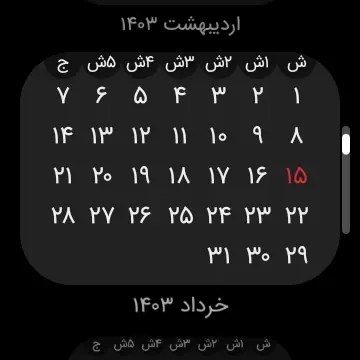 اردیبهشت ۱۴۰۳
ش ۱ش ۲ش ۳ش ۴ش ۵ش ج
۱ ۲ ۳ ۴ ۵ ۶ ۷
۸ ۹ ۱۰ ۱۱ ۱۲ ۱۳ ۱۴
۱۵ ۱۶ ۱۷ ۱۸ ۱۹ ۲۰ ۲۱
۲۲ ۲۳ ۲۴ ۲۵ ۲۶ ۲۷ ۲۸
۲۹ ۳۰ ۳۱
خرداد ۱۴۰۳
ش ۱ش ۲ش ۳ش ۴ش ۵ش ج